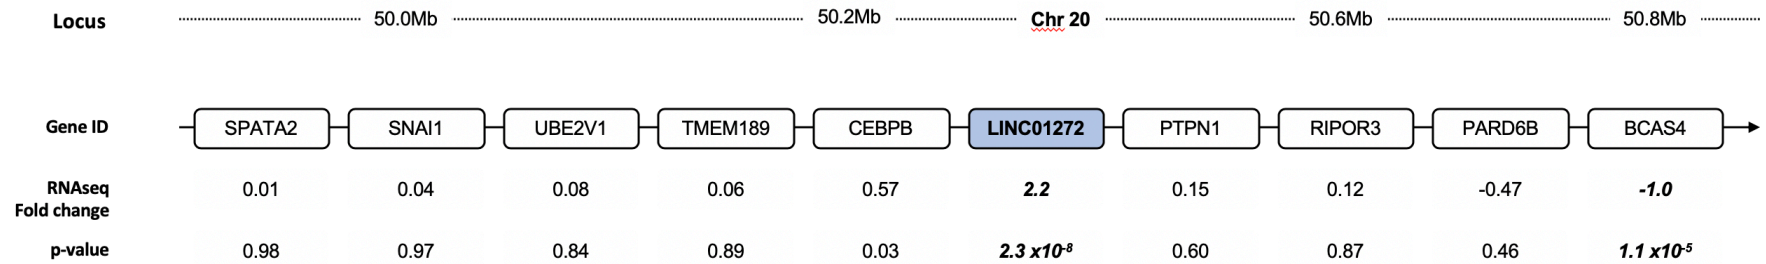 Locus 50.0Mb 50.2Mb Chr 20 50.6Mb 50.8Mb
Gene ID SPATA2 SNAI1 UBE2V1 TMEM189 CEBPB LINC01272 PTPN1 RIPOR3 PARD6B BCAS4
RNAseq 0.01 0.04 0.08 0.06 0.57 2.2 0.15 0.12 -0.47 -1.0
Fold change
p-value 0.98 0.97 0.84 0.89 0.03 2.3 x10⁻⁸ 0.60 0.87 0.46 1.1 x10⁻⁵